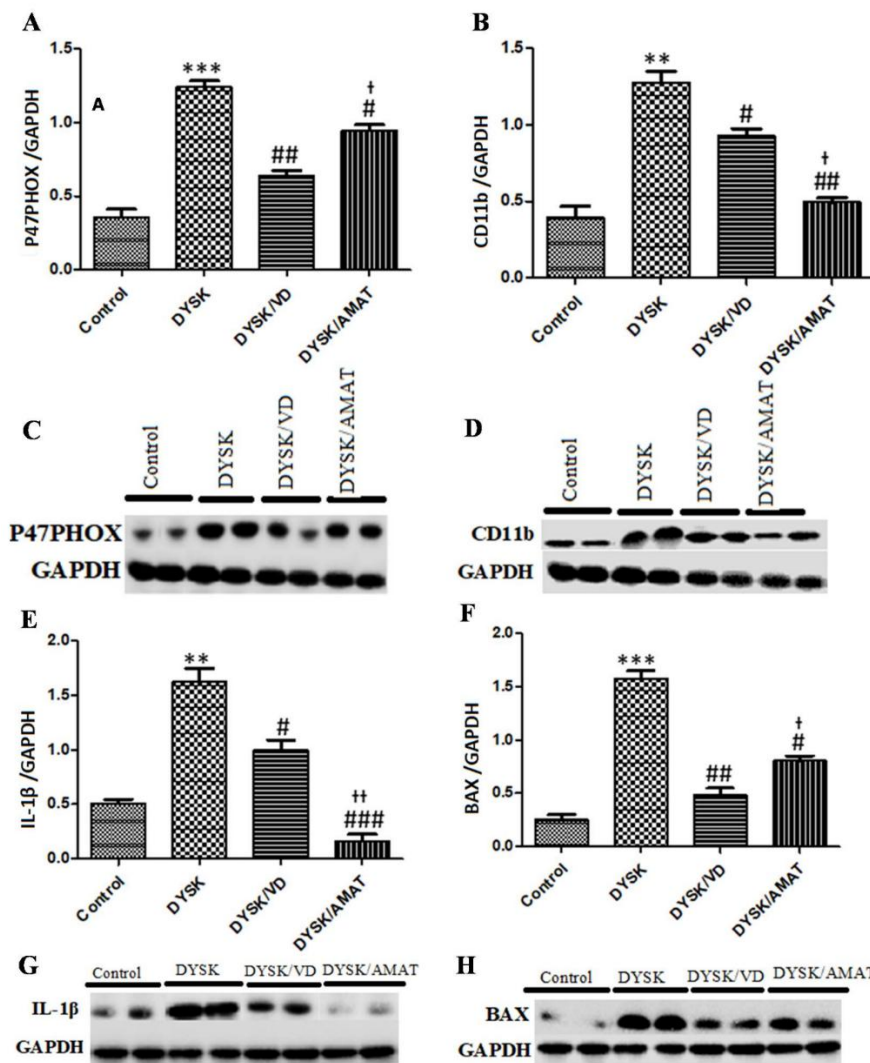 A
B
P47PHOX /GAPDH
1.5
1.0
0.5
0.0
A
***
##
†
#
Control
DYSK
DYSK/VD
DYSK/AMAT
CD11b /GAPDH
1.5
1.0
0.5
0.0
**
#
†
##
Control
DYSK
DYSK/VD
DYSK/AMAT
C
Control
DYSK
DYSK/VD
DYSK/AMAT
P47PHOX
GAPDH
D
Control
DYSK
DYSK/VD
DYSK/AMAT
CD11b
GAPDH
E
IL-1β /GAPDH
2.0
1.5
1.0
0.5
0.0
**
#
††
###
Control
DYSK
DYSK/VD
DYSK/AMAT
F
BAX /GAPDH
2.0
1.5
1.0
0.5
0.0
***
##
†
#
Control
DYSK
DYSK/VD
DYSK/AMAT
G
Control DYSK DYSK/VD DYSK/AMAT
IL-1β
GAPDH
H
Control DYSK DYSK/VD DYSK/AMAT
BAX
GAPDH